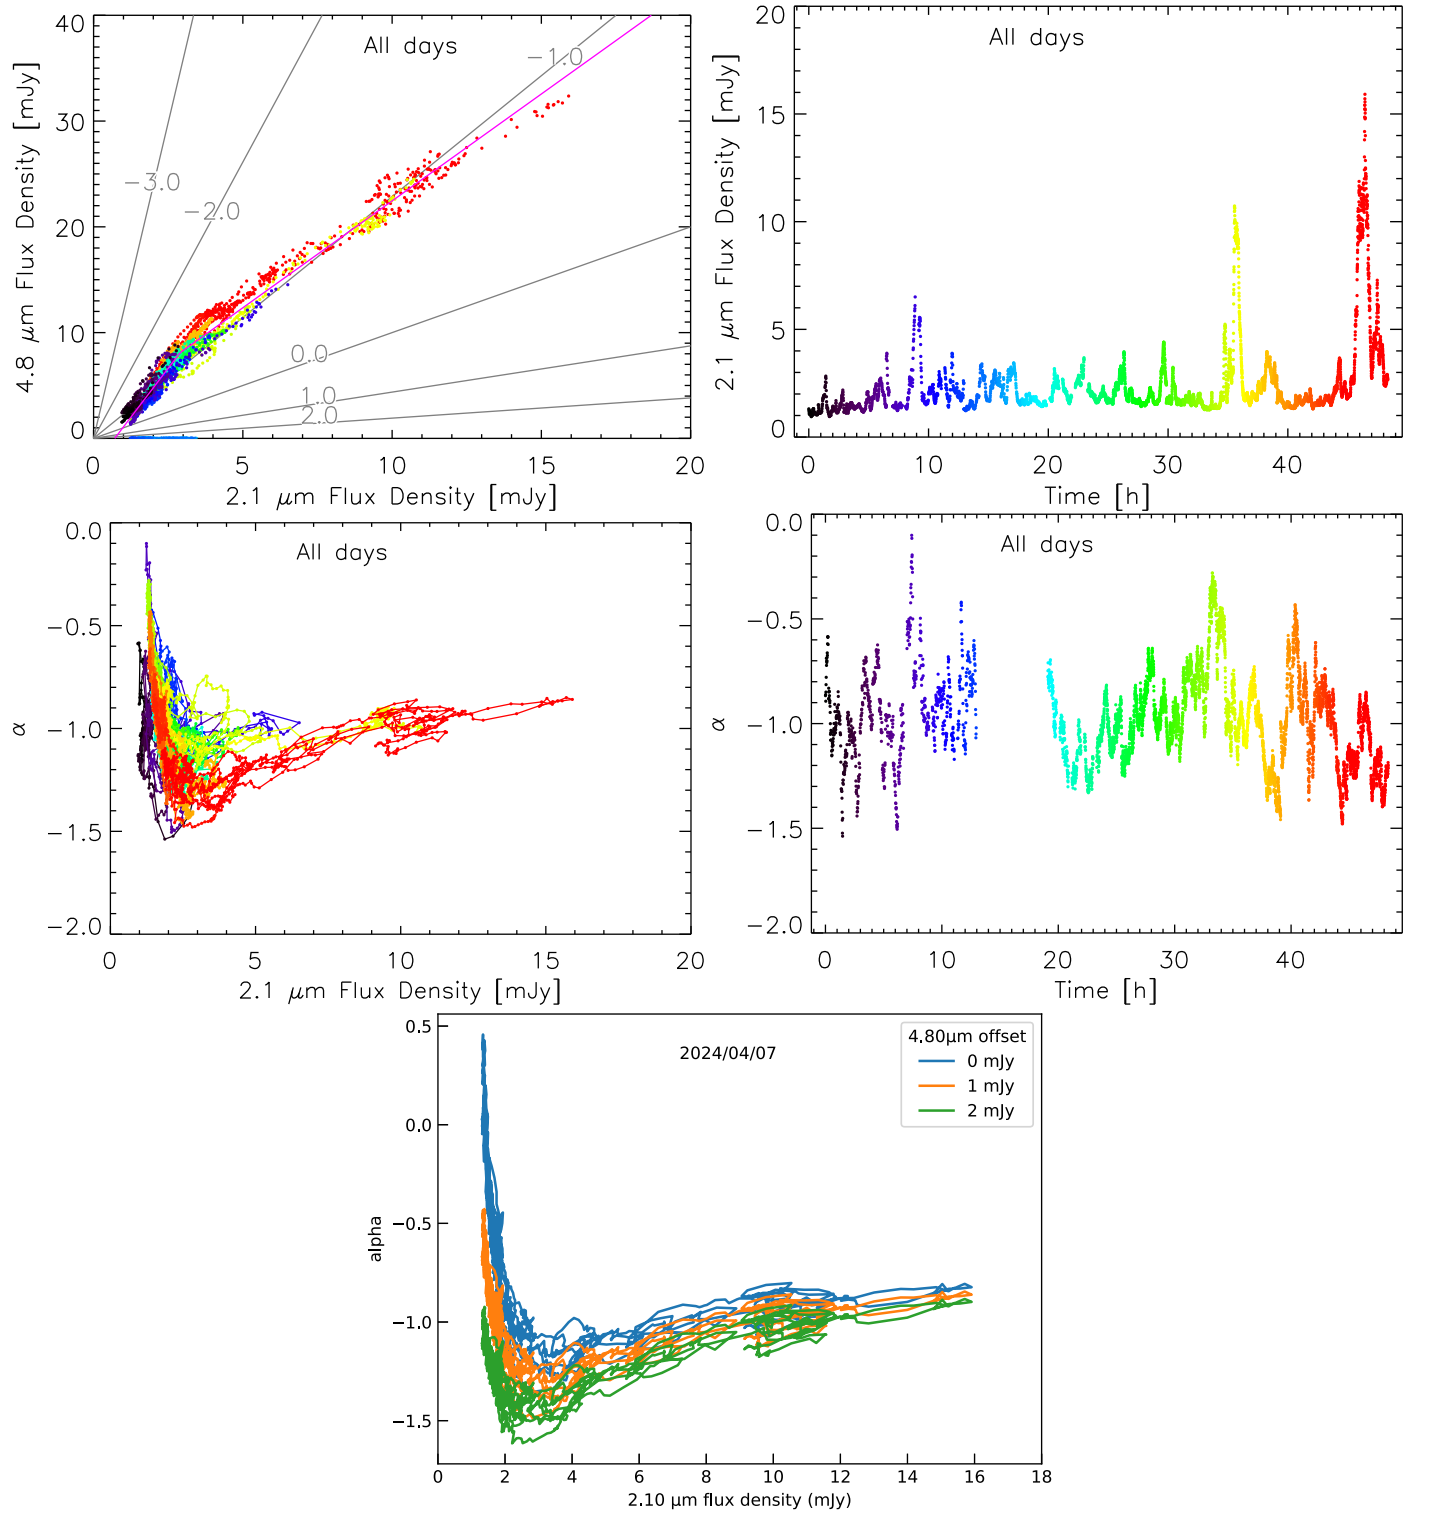 All days
40
30
20
10
0
−1.0
−3.0
−2.0
0.0
1.0
2.0
0 5 10 15 20
4.8 μm Flux Density [mJy]
2.1 μm Flux Density [mJy]
All days
20
15
10
5
0
0 10 20 30 40
2.1 μm Flux Density [mJy]
Time [h]
All days
0.0
−0.5
−1.0
−1.5
−2.0
0 5 10 15 20
α
2.1 μm Flux Density [mJy]
All days
0.0
−0.5
−1.0
−1.5
−2.0
0 10 20 30 40
α
Time [h]
2024/04/07
4.80μm offset
0 mJy
1 mJy
2 mJy
0.5
0.0
−0.5
−1.0
−1.5
alpha
0 2 4 6 8 10 12 14 16 18
2.10 μm flux density (mJy)